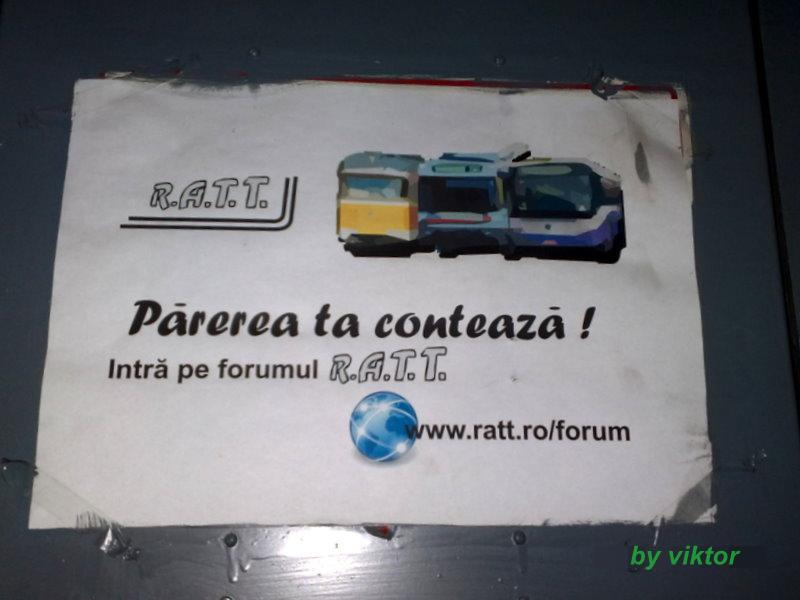 R.A.T.T.
Părerea ta contează !
Intră pe forumul R.A.T.T.
www.ratt.ro/forum
by viktor